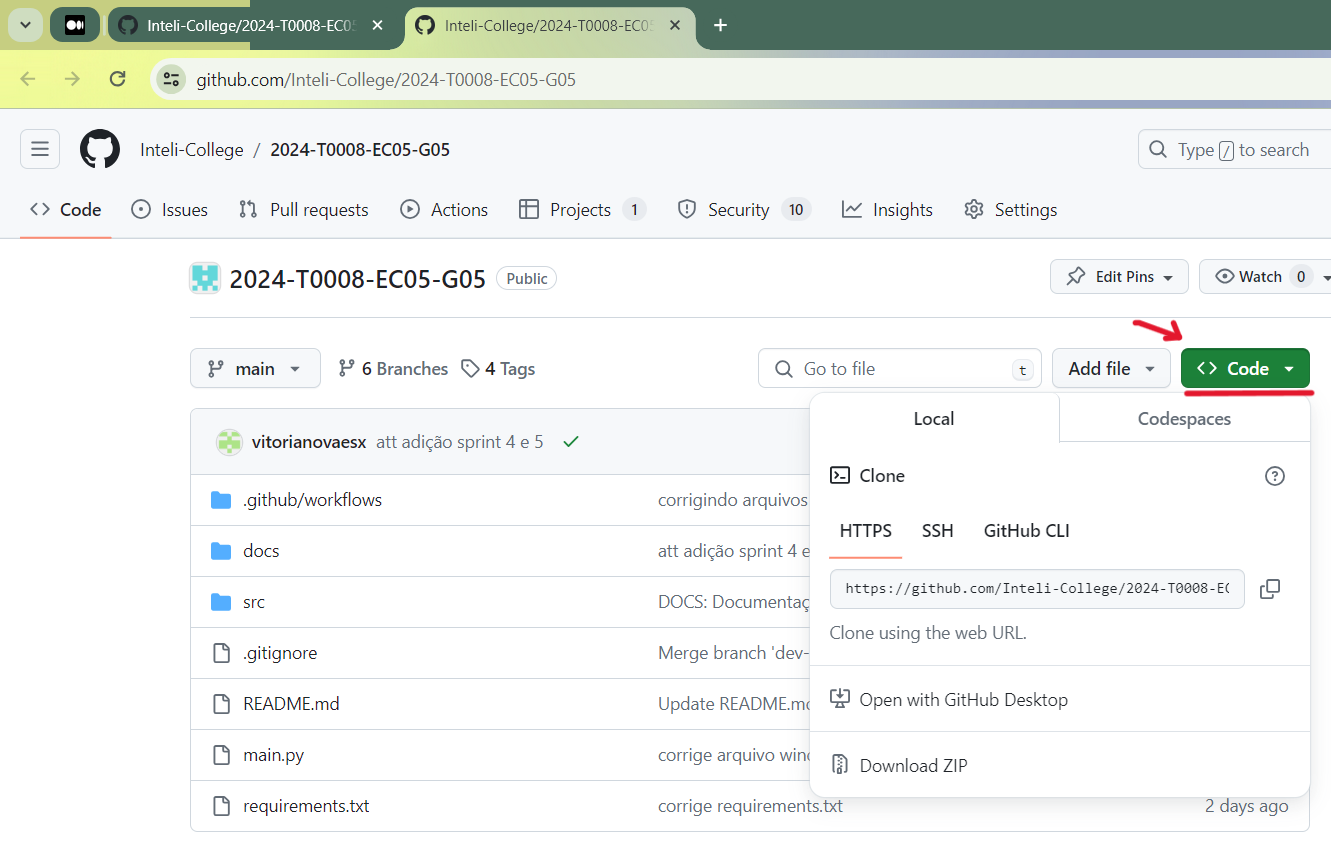 Inteli-College/2024-T0008-EC05
Inteli-College/2024-T0008-EC05
github.com/Inteli-College/2024-T0008-EC05-G05
Inteli-College / 2024-T0008-EC05-G05
Type / to search
Code Issues Pull requests Actions Projects 1 Security 10 Insights Settings
2024-T0008-EC05-G05 Public
Edit Pins Watch 0
main 6 Branches 4 Tags
Go to file t
Add file
Code
vitorianovaesx att adição sprint 4 e 5
.github/workflows corrigindo arquivos
docs att adição sprint 4 e
src DOCS: Documentaç
.gitignore Merge branch 'dev-
README.md Update README.m
main.py corrige arquivo win
requirements.txt corrige requirements.txt 2 days ago
Local Codespaces
Clone
HTTPS SSH GitHub CLI
https://github.com/Inteli-College/2024-T0008-EC
Clone using the web URL.
Open with GitHub Desktop
Download ZIP